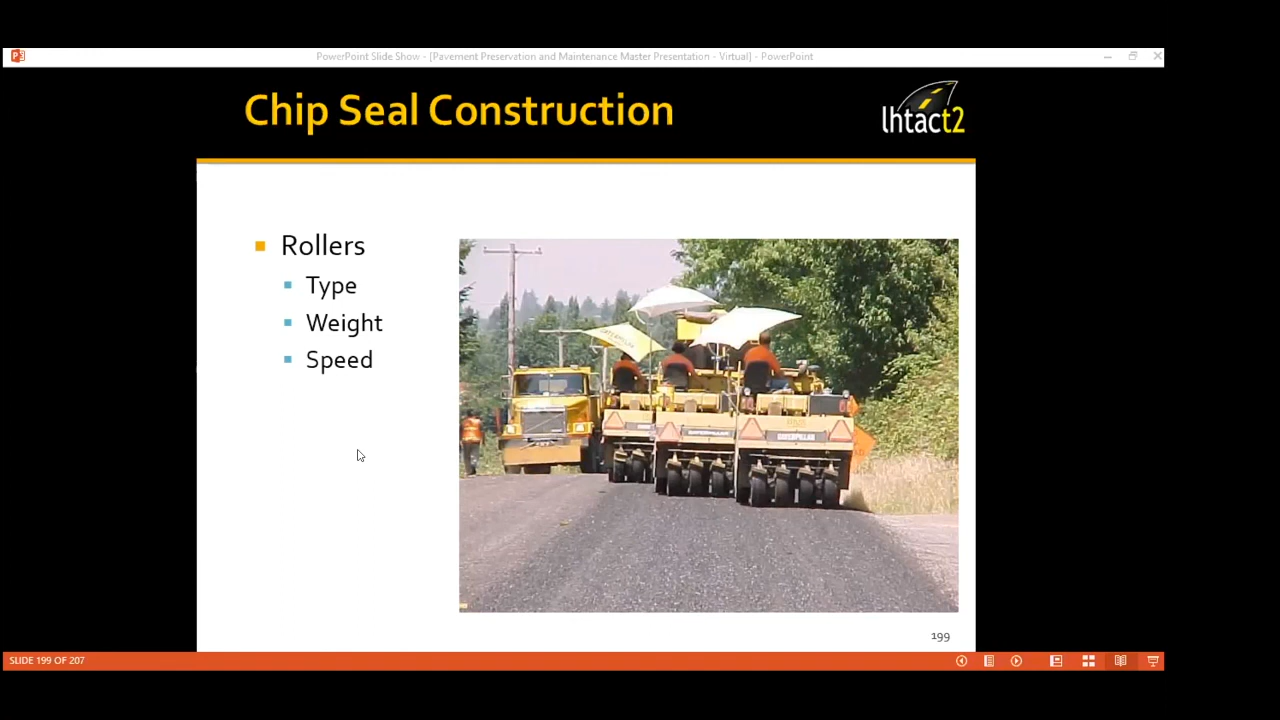 PowerPoint Slide Show - [Pavement Preservation and Maintenance Master Presentation - Virtual] - PowerPoint
Chip Seal Construction
lhtact2
Rollers
Type
Weight
Speed
CATERPILLAR
199
SLIDE 199 OF 207